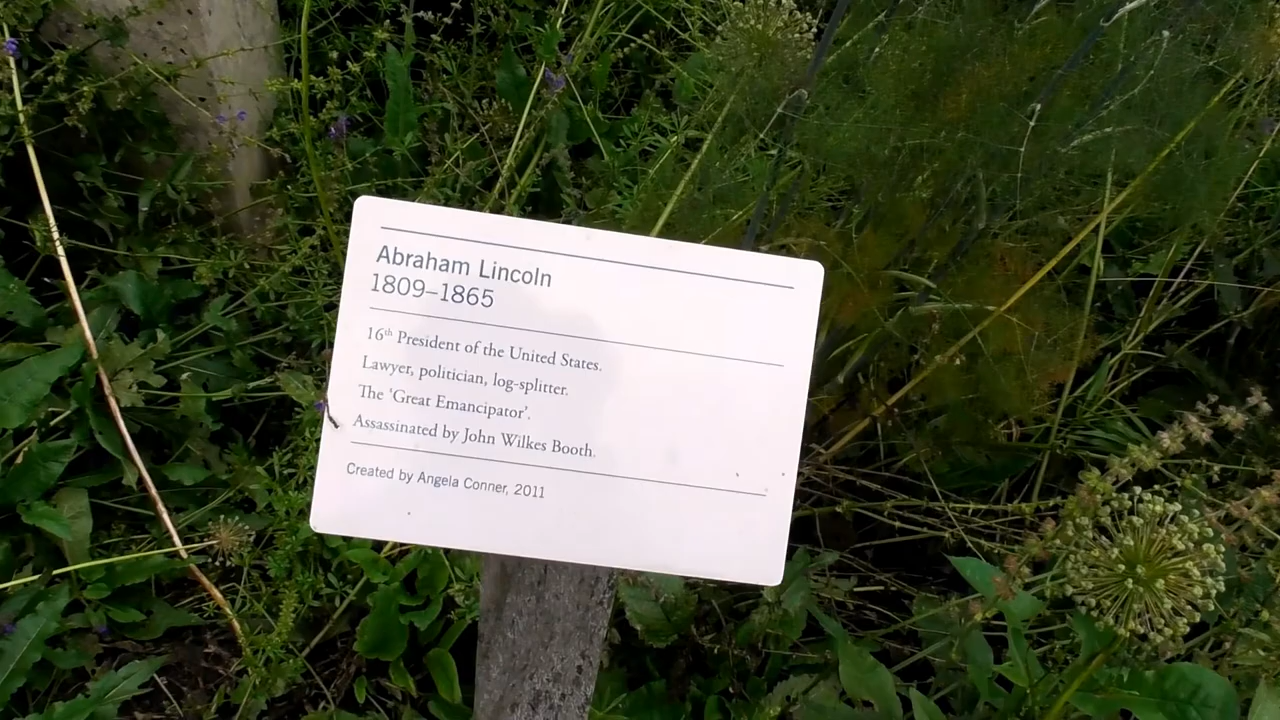 Abraham Lincoln
1809–1865
16th President of the United States.
Lawyer, politician, log-splitter.
The ‘Great Emancipator’.
Assassinated by John Wilkes Booth.
Created by Angela Conner, 2011